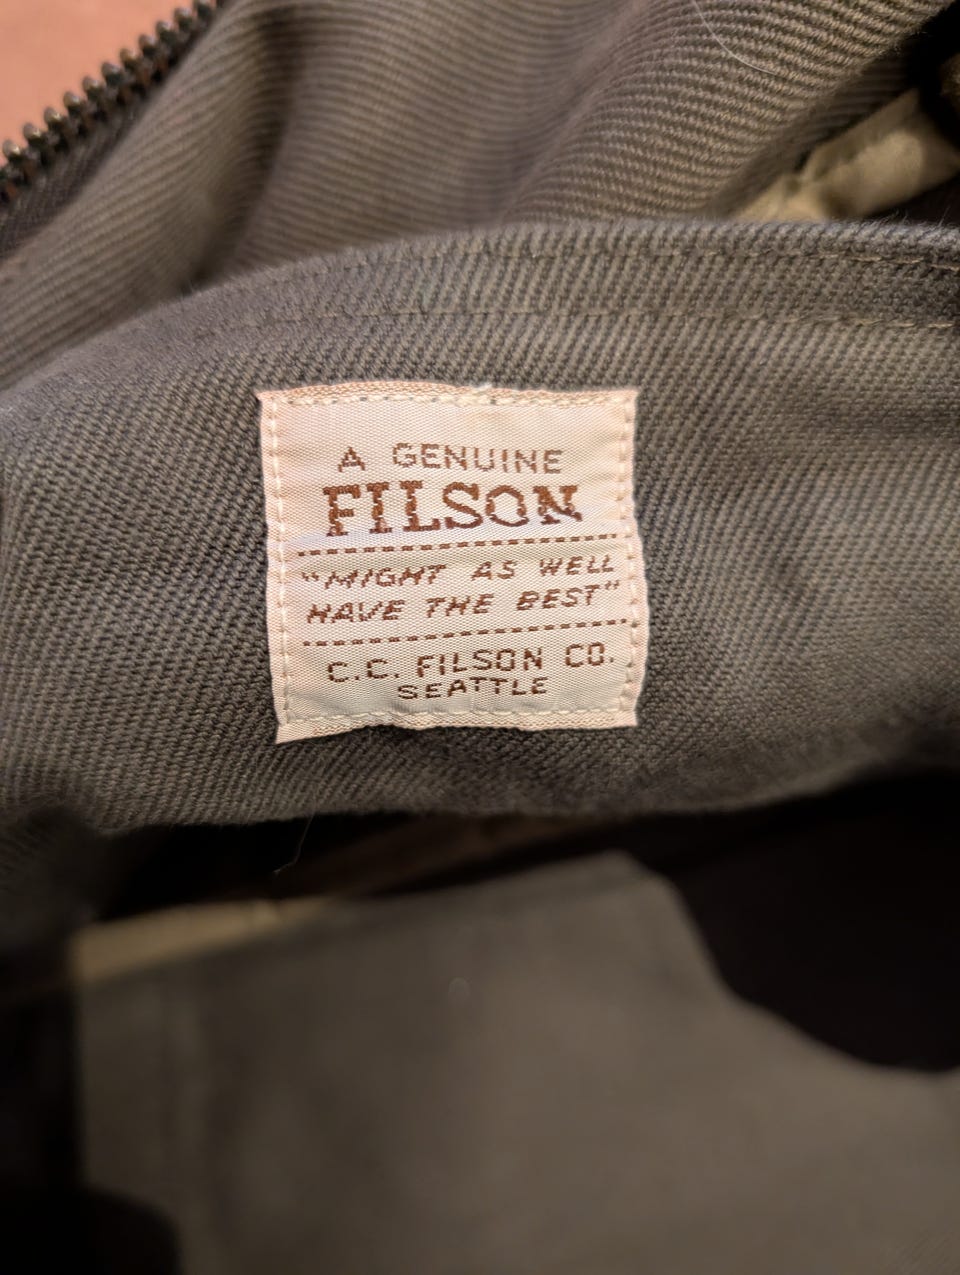 A GENUINE
FILSON
"MIGHT AS WELL
HAVE THE BEST"
C.C. FILSON CO.
SEATTLE